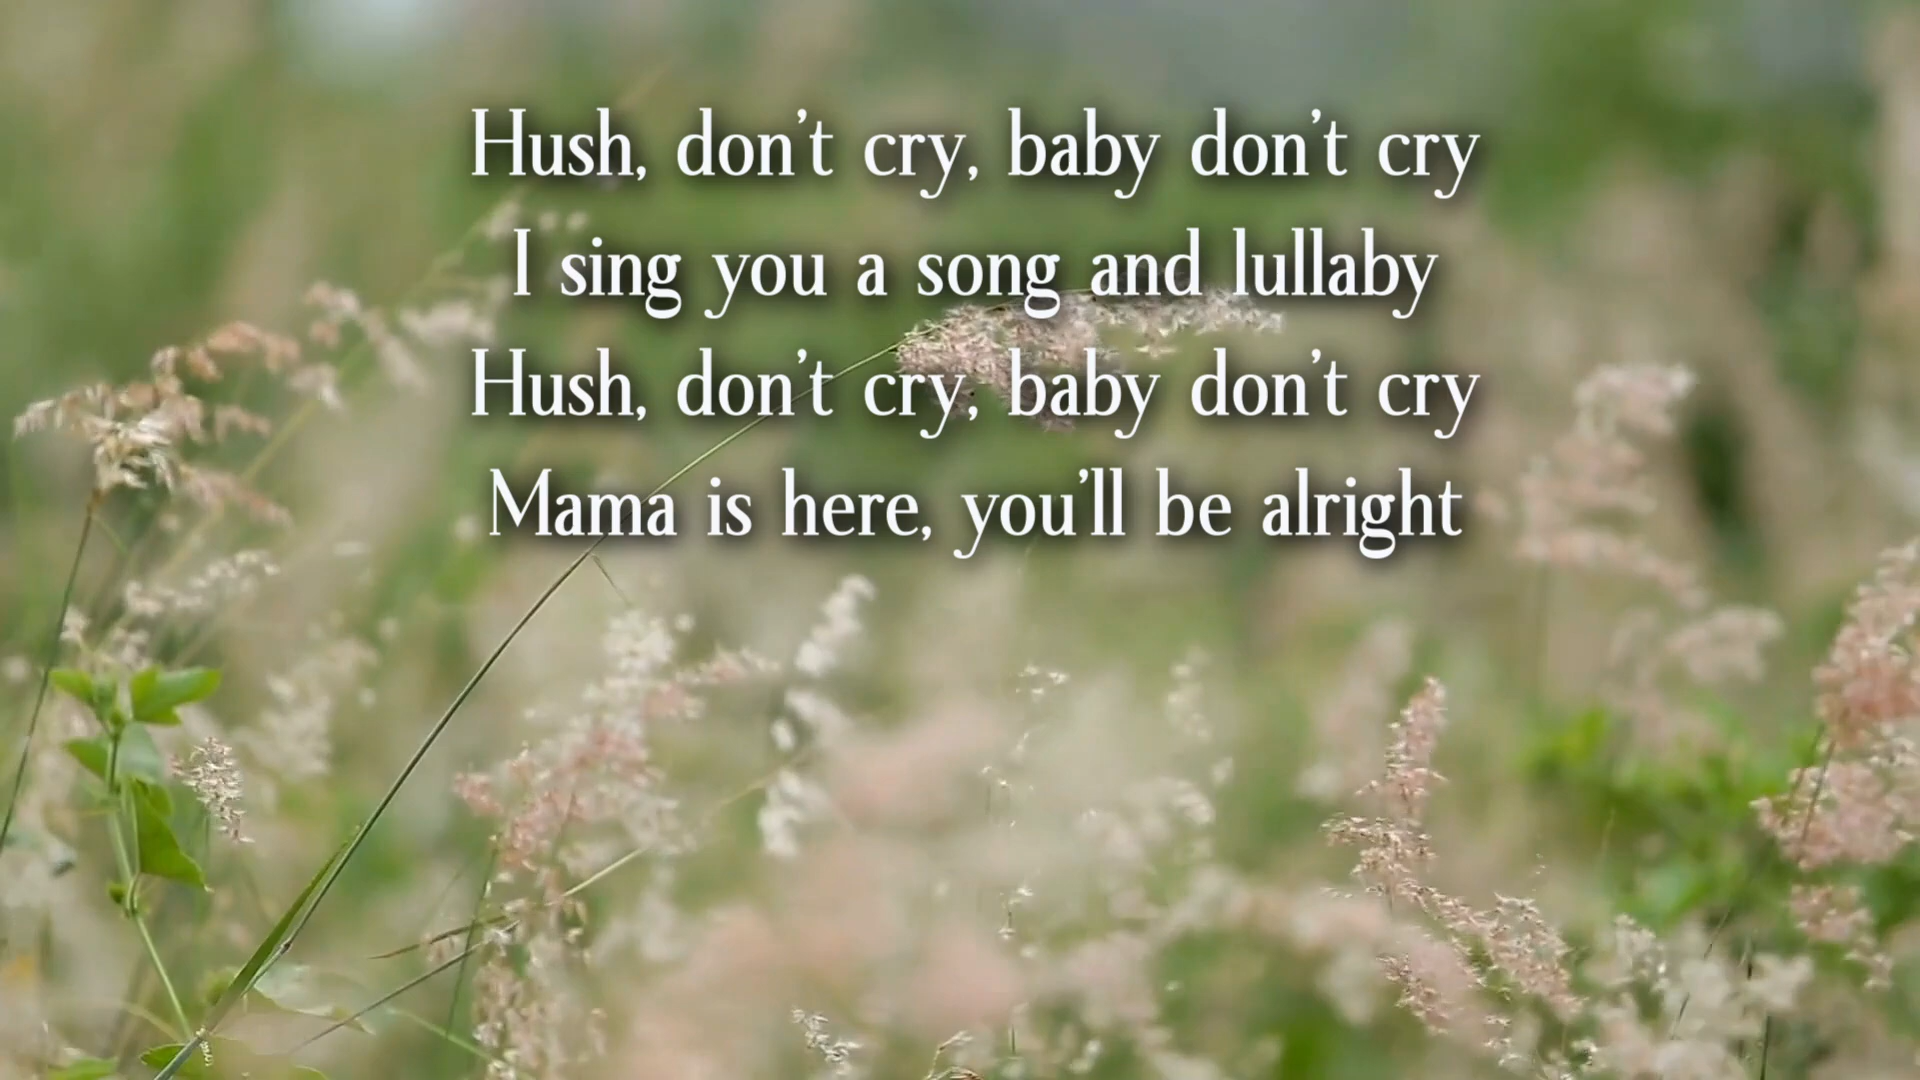 Hush, don't cry, baby don't cry
I sing you a song and lullaby
Hush, don't cry, baby don't cry
Mama is here, you'll be alright